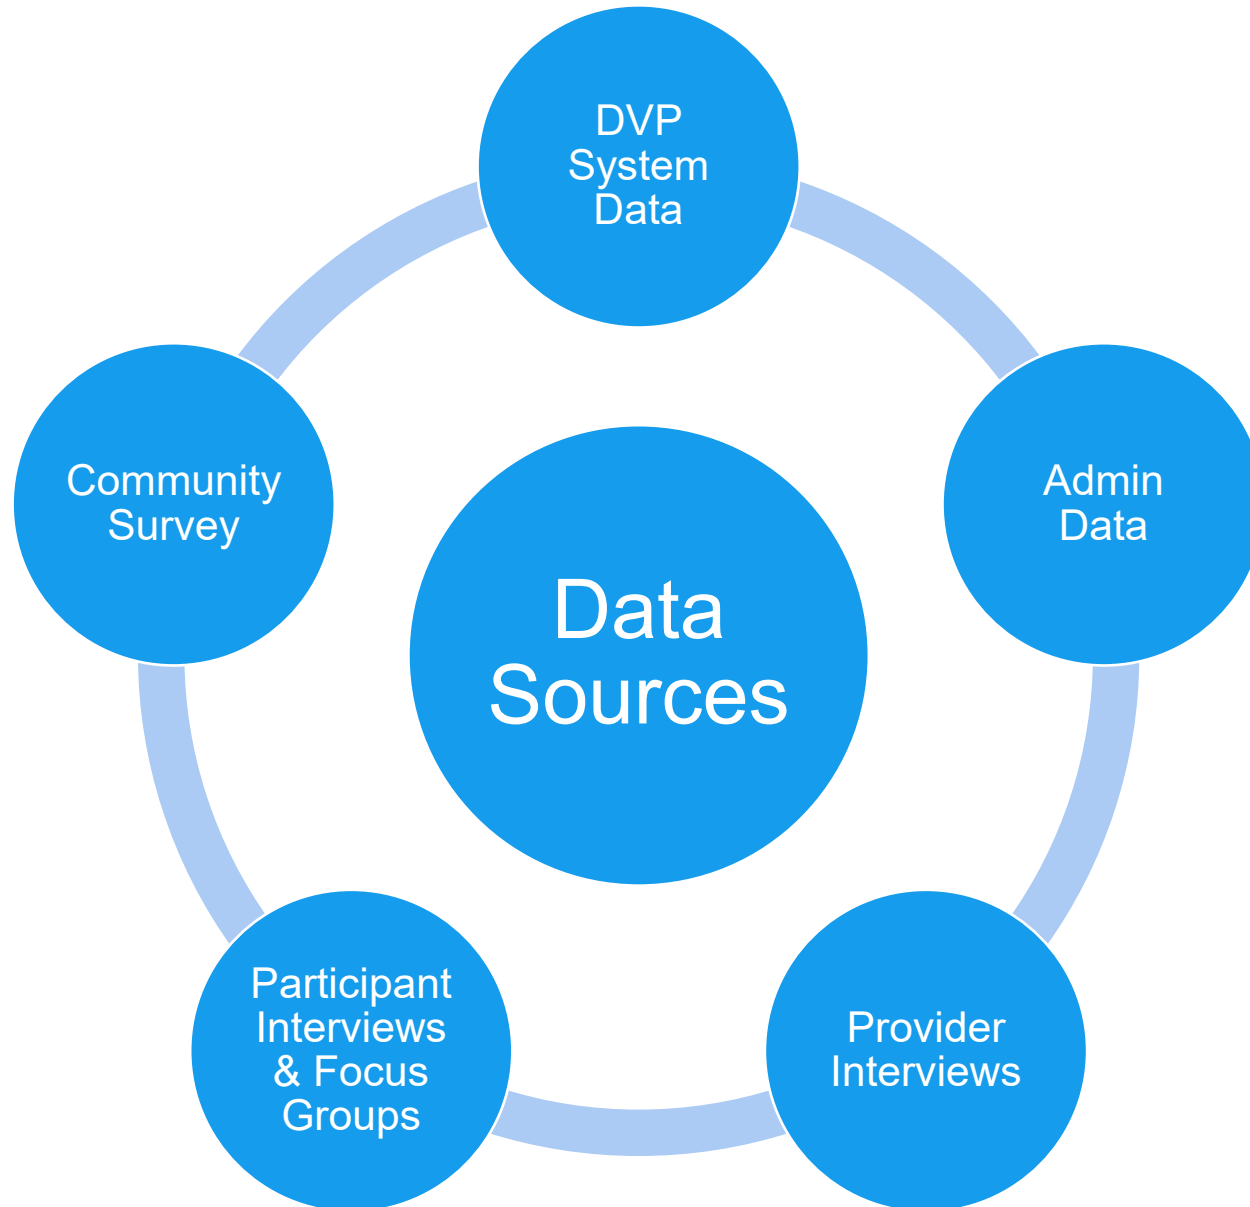 DVP
System
Data
Community
Survey
Admin
Data
Data
Sources
Participant
Interviews
& Focus
Groups
Provider
Interviews